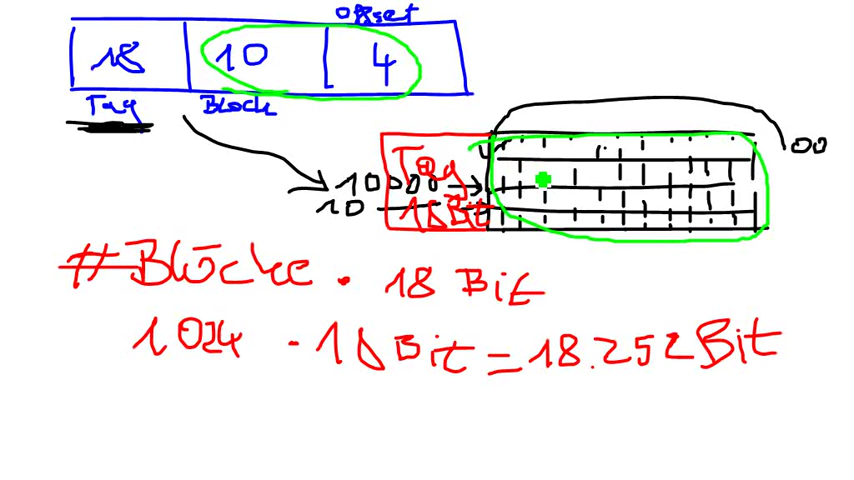 Offset
18 10 4
Tag Block
00
Tag
10
18 Bit
#Blöcke · 18 Bit
1024 · 18 Bit = 18.252 Bit